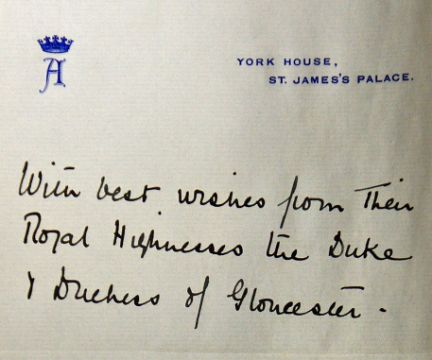 A
YORK HOUSE,
ST. JAMES'S PALACE.
With best wishes from Their
Royal Highnesses the Duke
& Duchess of Gloucester.